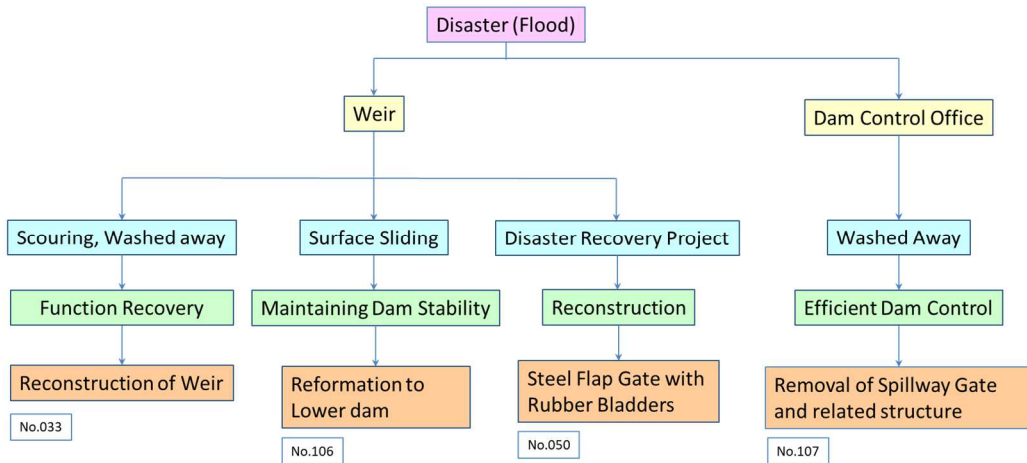 Disaster (Flood)
Weir
Dam Control Office
Scouring, Washed away
Surface Sliding
Disaster Recovery Project
Washed Away
Function Recovery
Maintaining Dam Stability
Reconstruction
Efficient Dam Control
Reconstruction of Weir
Reformation to
Lower dam
Steel Flap Gate with
Rubber Bladders
Removal of Spillway Gate
and related structure
No.033
No.106
No.050
No.107